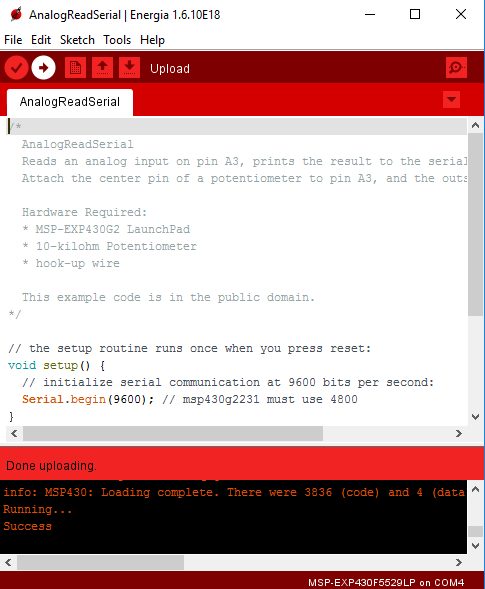 AnalogReadSerial | Energia 1.6.10E18
File Edit Sketch Tools Help
Upload
AnalogReadSerial
/*
AnalogReadSerial
Reads an analog input on pin A3, prints the result to the serial
Attach the center pin of a potentiometer to pin A3, and the outs
Hardware Required:
* MSP-EXP430G2 LaunchPad
* 10-kilohm Potentiometer
* hook-up wire
This example code is in the public domain.
*/
// the setup routine runs once when you press reset:
void setup() {
// initialize serial communication at 9600 bits per second:
Serial.begin(9600); // msp430g2231 must use 4800
}
Done uploading.
info: MSP430: Loading complete. There were 3836 (code) and 4 (data
Running...
Success
MSP-EXP430F5529LP on COM4